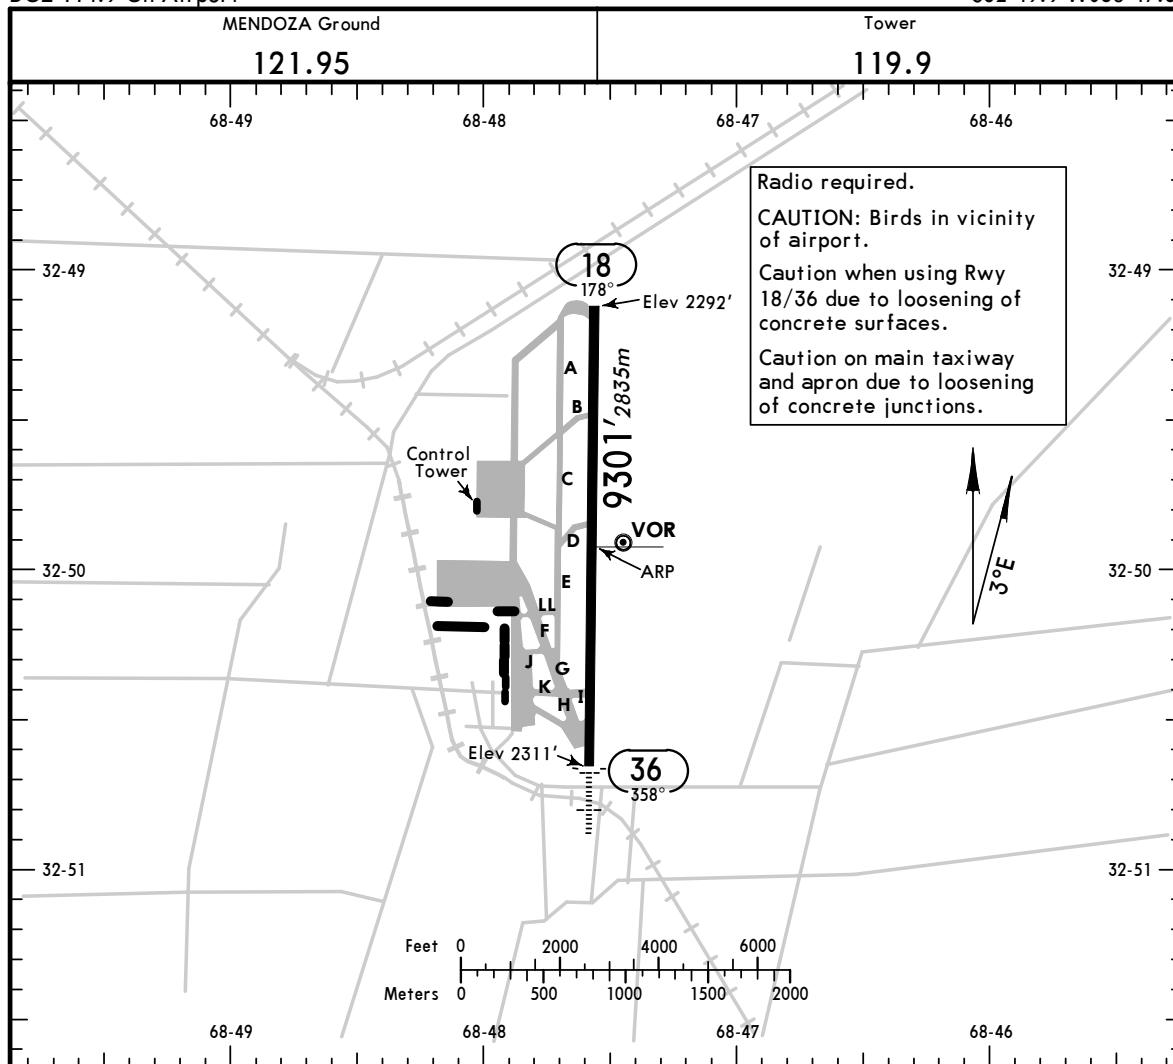 MENDOZA Ground
Tower
121.95
119.9
68-49
68-48
68-47
68-46
Radio required.
CAUTION: Birds in vicinity
of airport.
Caution when using Rwy
18/36 due to loosening of
concrete surfaces.
Caution on main taxiway
and apron due to loosening
of concrete junctions.
32-49
32-49
18
178°
Elev 2292'
A
B
9301' 2835m
Control
Tower
C
VOR
D
ARP
3°E
32-50
32-50
E
LL
F
J
G
K
I
H
Elev 2311'
36
358°
32-51
32-51
Feet 0 2000 4000 6000
Meters 0 500 1000 1500 2000
68-49
68-48
68-47
68-46